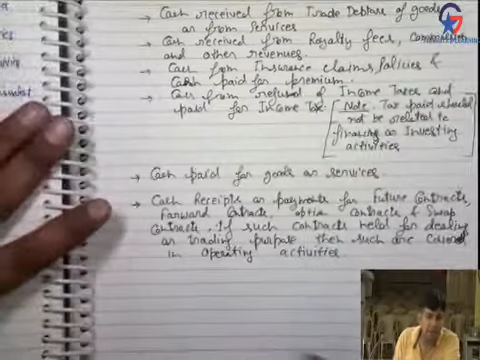 → Cash received from Trade Debtors of goods
or from services
→ Cash received from Royalty fees, Commission
and other revenues.
→ Cash from Insurance claims, Policies &
Cash paid for premium.
→ Cash from refund of Income Taxes and
paid for Income Tax [Note: Tax paid should
not be related to
financing or Investing
activities]
→ Cash paid for goods or services
→ Cash Receipts or payments for Future Contracts,
Forward Contracts, option contracts & Swap
Contracts. If such contracts held for dealing
or trading purpose then such are covered
in operating activities